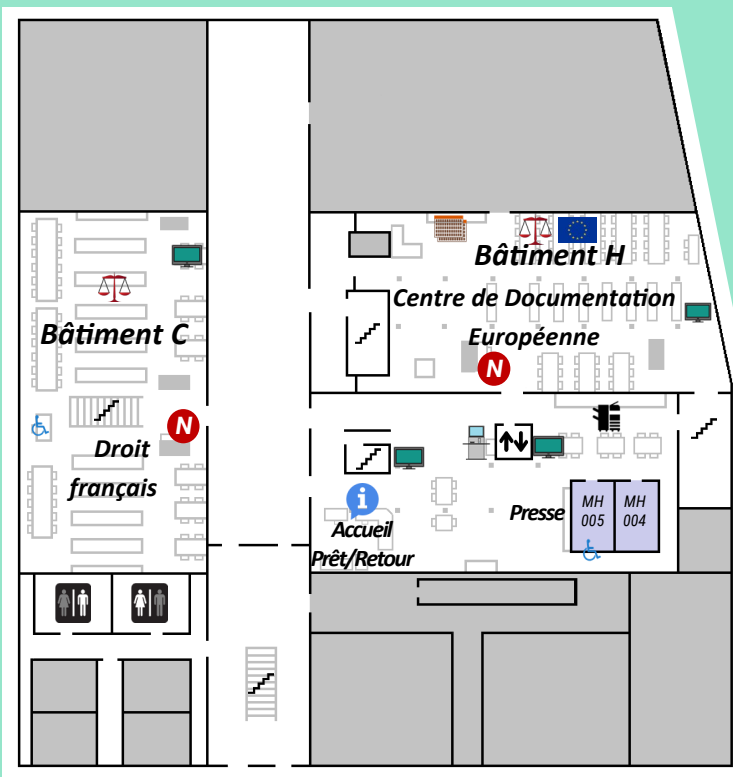 Bâtiment H
Centre de Documentation
Européenne
N
Bâtiment C
N
Droit
français
i
Accueil
Prêt/Retour
Presse
MH
005
MH
004